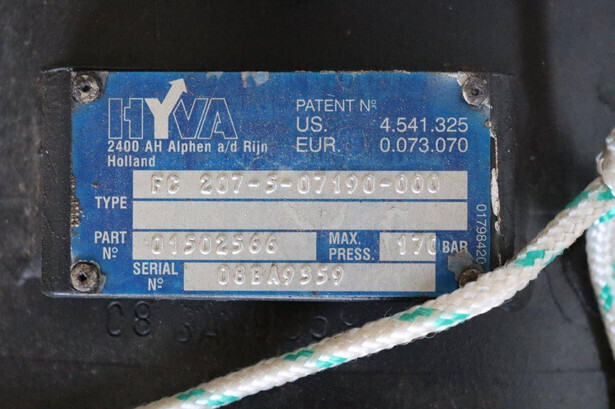 HYVA
2400 AH Alphen a/d Rijn
Holland
PATENT Nº
US. 4.541.325
EUR. 0.073.070
TYPE FC 207-5-07190-000
PART Nº 01502566
MAX. PRESS. 170 BAR
SERIAL Nº 08BA9359
01798420